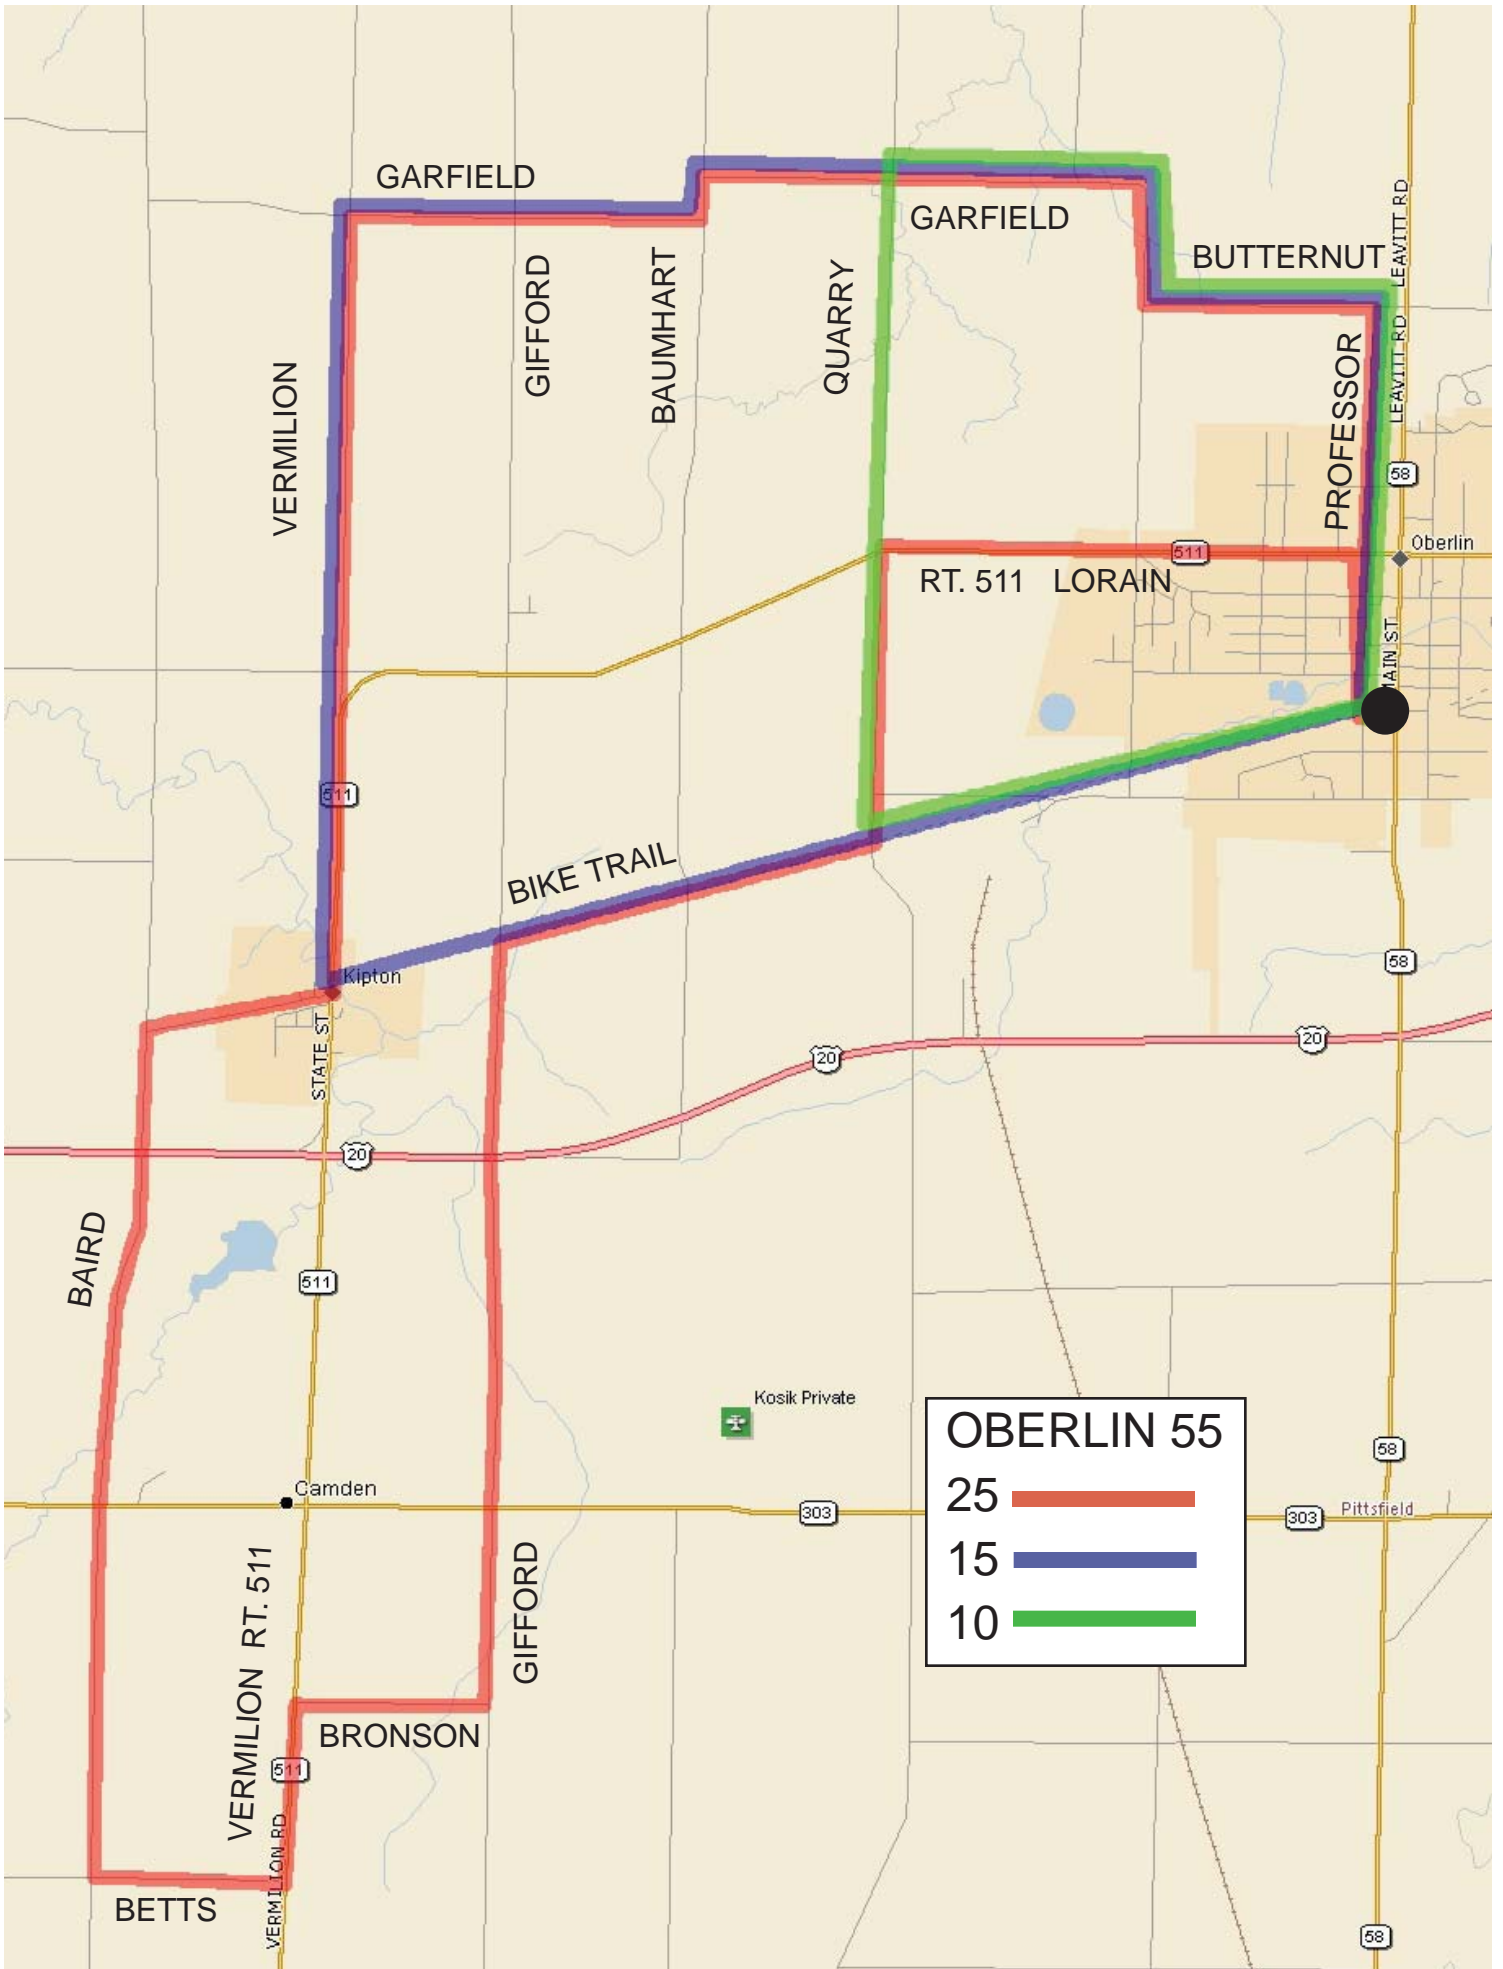 GARFIELD
GARFIELD
BUTTERNUT
LEAVITT RD
LEAVITT RD
GIFFORD
BAUMHART
QUARRY
PROFESSOR
VERMILION
58
Oberlin
511
RT. 511 LORAIN
MAIN ST
511
BIKE TRAIL
Kipton
58
STATE ST
20
20
20
BAIRD
511
Kosik Private
OBERLIN 55
25
15
10
58
Camden
303
303
Pittsfield
VERMILION RT. 511
GIFFORD
BRONSON
511
VERMILION RD
BETTS
58